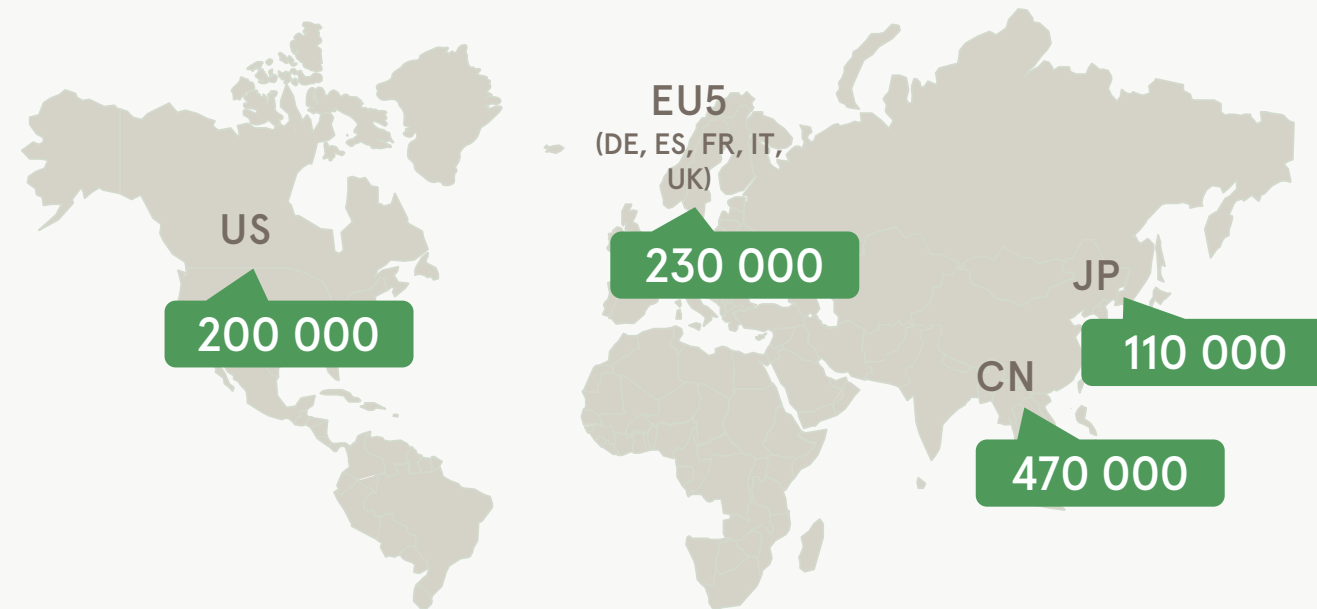 EU5
(DE, ES, FR, IT,
UK)
230 000
US
200 000
JP
110 000
CN
470 000